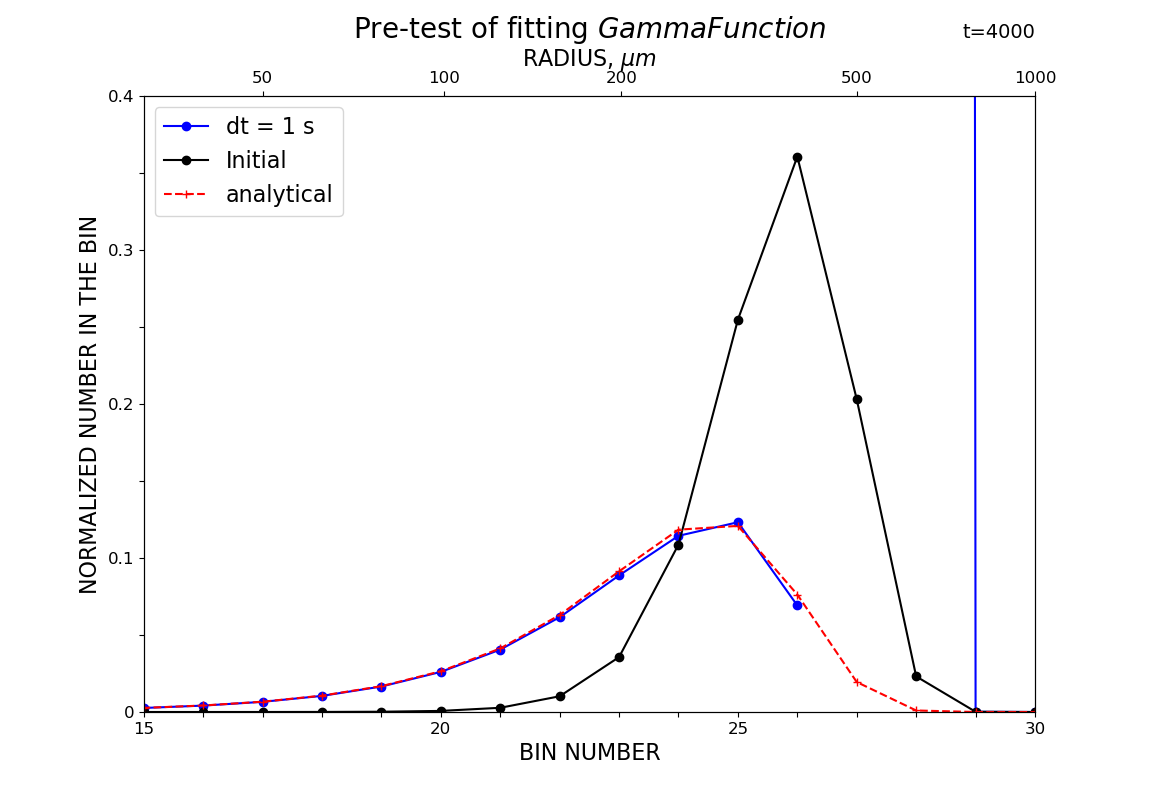 Pre-test of fitting GammaFunction
t=4000
RADIUS, μm
50 100 200 500 1000
dt = 1 s
Initial
analytical
NORMALIZED NUMBER IN THE BIN
0.4
0.3
0.2
0.1
0
15 20 25 30
BIN NUMBER